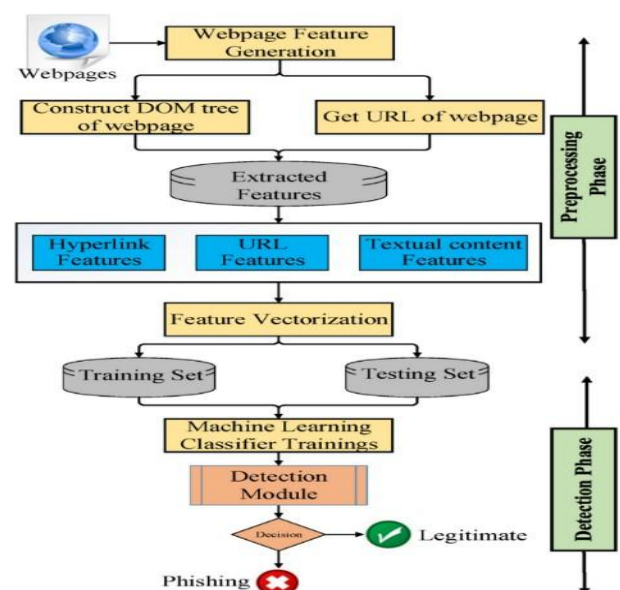 Webpage Feature
Generation
Webpages
Construct DOM tree
of webpage
Get URL of webpage
Extracted
Features
Hyperlink
Features
URL
Features
Textual content
Features
Preprocessing
Phase
Feature Vectorization
Training Set
Testing Set
Machine Learning
Classifier Trainings
Detection
Module
Decision
Legitimate
Phishing
Detection Phase